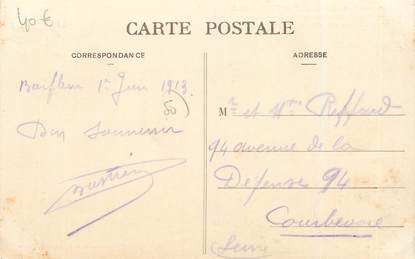 40 €
CARTE POSTALE
CORRESPONDANCE
ADRESSE
Barfleur 1er Juin 1913
50
Bon Souvenir
Mr et Mme
94 avenue de la
Défense 94
Courbevoie
Seine